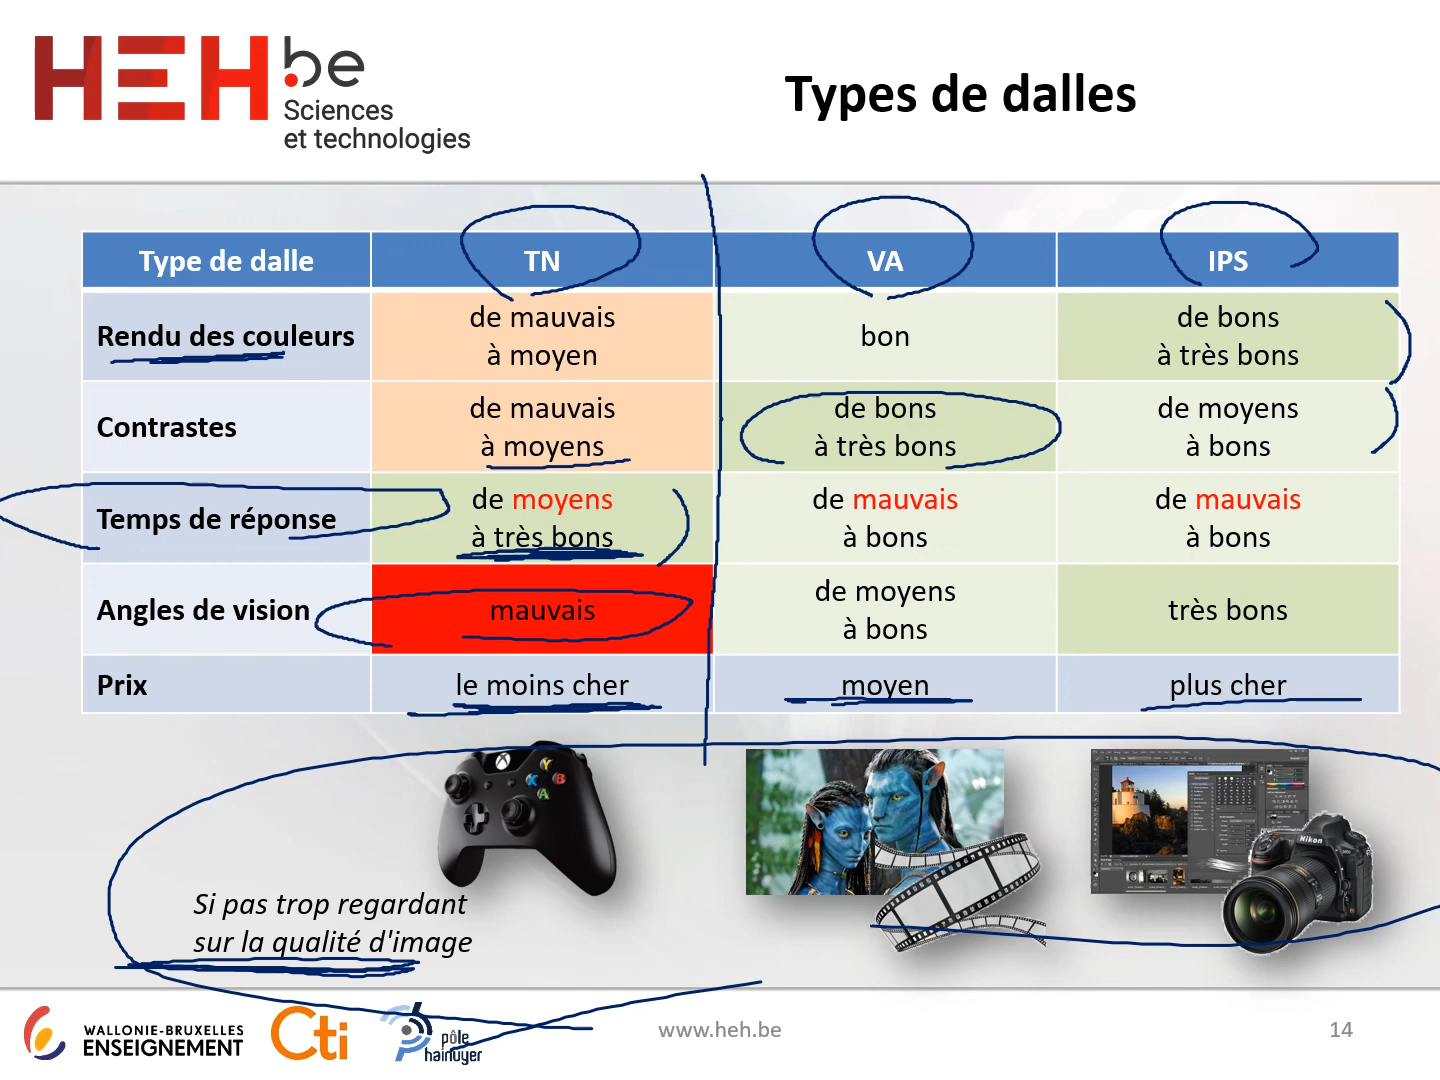 HEH.be
Sciences
et technologies
Types de dalles
Type de dalle TN VA IPS
Rendu des couleurs de mauvais à moyen bon de bons à très bons
Contrastes de mauvais à moyens de bons à très bons de moyens à bons
Temps de réponse de moyens à très bons de mauvais à bons de mauvais à bons
Angles de vision mauvais de moyens à bons très bons
Prix le moins cher moyen plus cher
X
Y
X B
A
Nikon
Si pas trop regardant
sur la qualité d'image
WALLONIE-BRUXELLES
ENSEIGNEMENT
Cti
pôle
hainuyer
www.heh.be
14